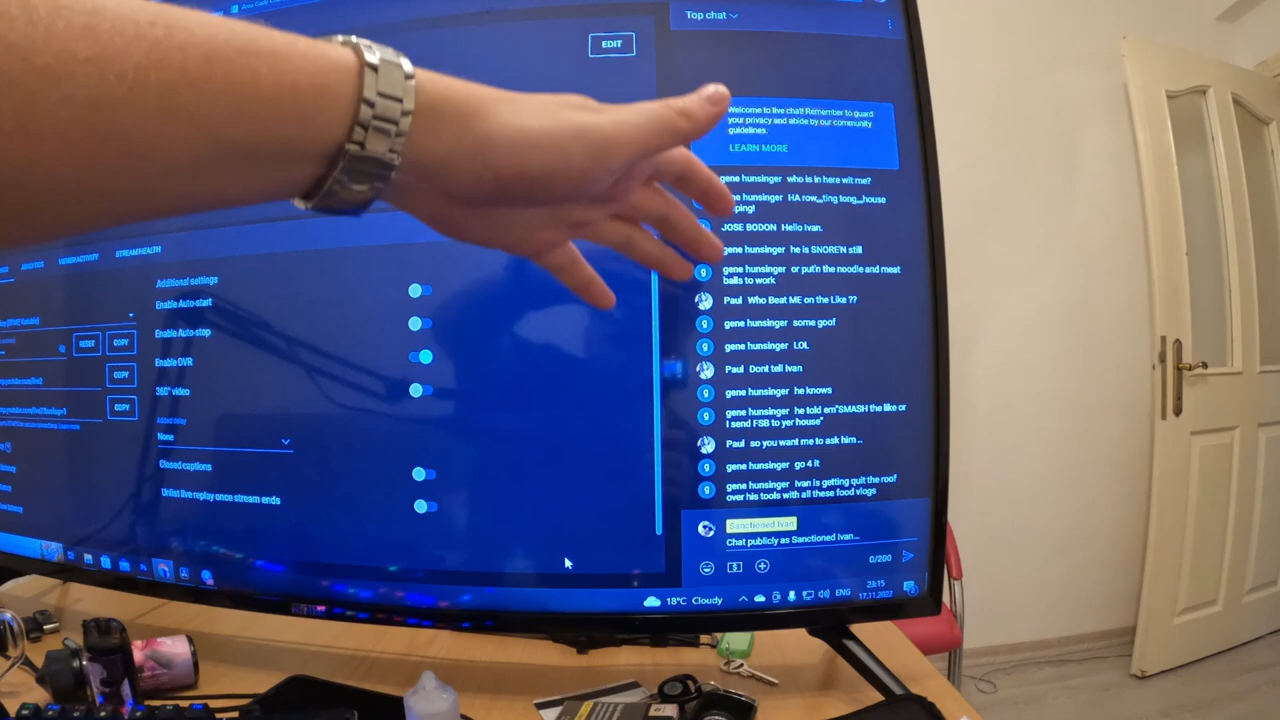 Area Code
EDIT
Top chat
Welcome to live chat! Remember to guard
your privacy and abide by our community
guidelines.
LEARN MORE
gene hunsinger who is in here wit me?
gene hunsinger HA row,,,ting tong,,,house
JOSE BODON Hello Ivan.
gene hunsinger he is SNORE'N still
gene hunsinger or put'n the noodle and meat
balls to work
Paul Who Beat ME on the Like ??
gene hunsinger some goof
gene hunsinger LOL
Paul Dont tell Ivan
gene hunsinger he knows
gene hunsinger he told em"SMASH the like or
I send FSB to yer house"
Paul so you want me to ask him ..
gene hunsinger go 4 it
gene hunsinger Ivan is getting quit the roof
over his tools with all these food vlogs
Sanctioned Ivan
Chat publicly as Sanctioned Ivan...
0/200
ANALYTICS VIEWER ACTIVITY STREAM HEALTH
RESET COPY
COPY
COPY
Additional settings
Enable Auto-start
Enable Auto-stop
Enable DVR
360° video
Added delay
None
Closed captions
Unlist live replay once stream ends
18°C Cloudy
ENG
23:15
17.11.2022